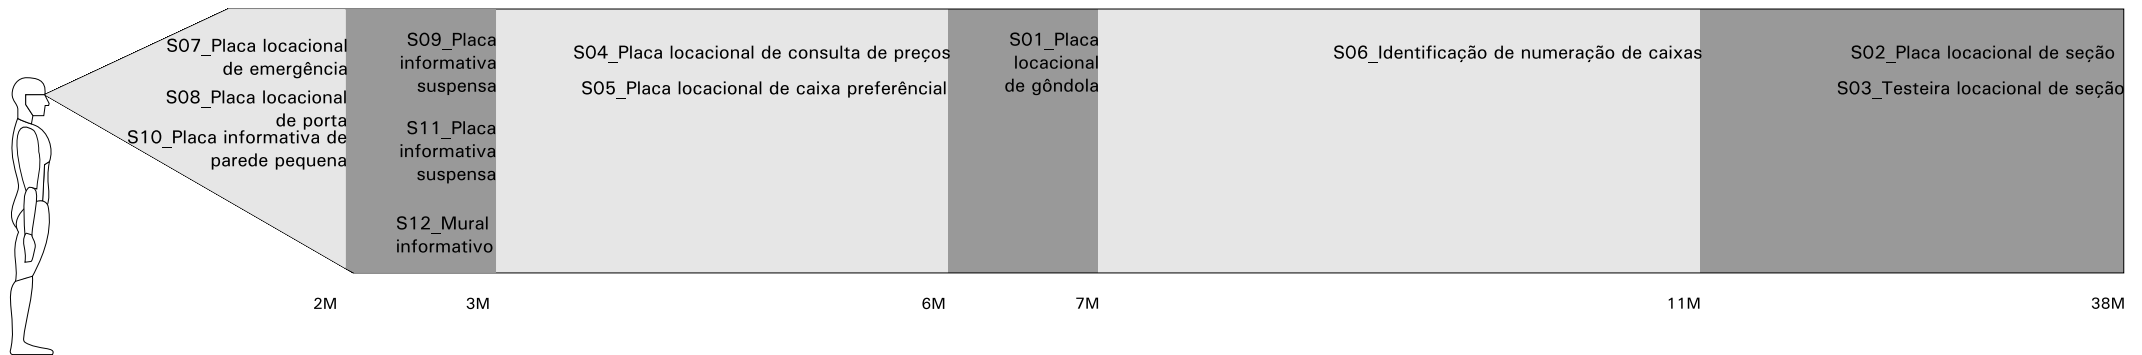 S07_Placa locacional
de emergência
S08_Placa locacional
de porta
S10_Placa informativa de
parede pequena
S09_Placa
informativa
suspensa
S11_Placa
informativa
suspensa
S12_Mural
informativo
S04_Placa locacional de consulta de preços
S05_Placa locacional de caixa preferêncial
S01_Placa
locacional
de gôndola
S06_Identificação de numeração de caixas
S02_Placa locacional de seção
S03_Testeira locacional de seção
2M
3M
6M
7M
11M
38M